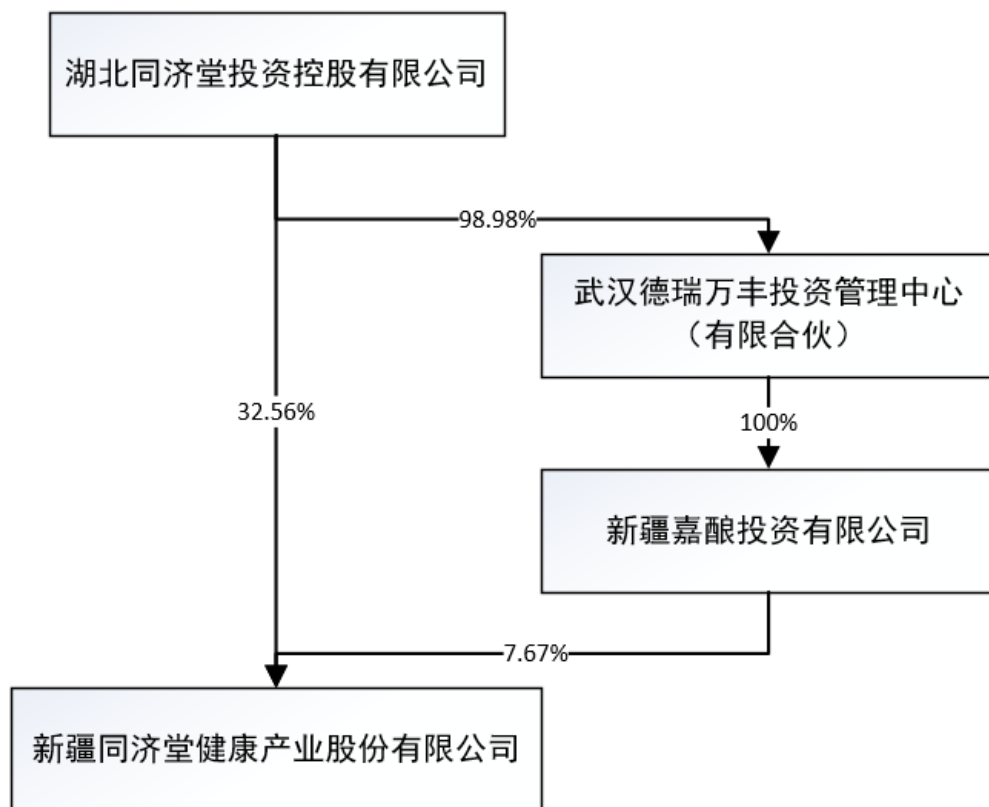 湖北同济堂投资控股有限公司
98.98%
武汉德瑞万丰投资管理中心
（有限合伙）
32.56%
100%
新疆嘉酿投资有限公司
7.67%
新疆同济堂健康产业股份有限公司